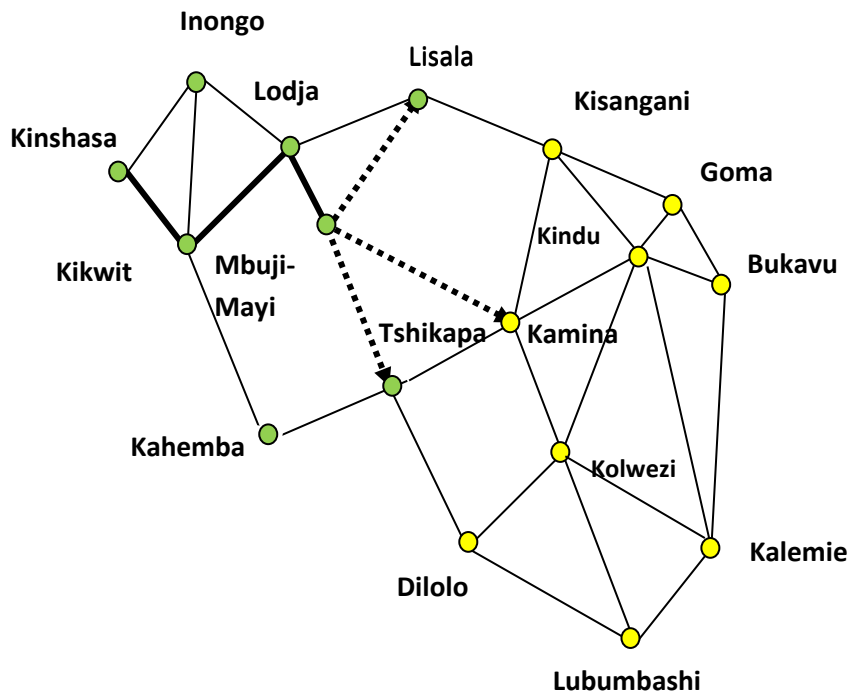 Inongo
Lisala
Lodja
Kisangani
Kinshasa
Goma
Kindu
Bukavu
Kikwit
Mbuji-
Mayi
Tshikapa
Kamina
Kahemba
Kolwezi
Kalemie
Dilolo
Lubumbashi